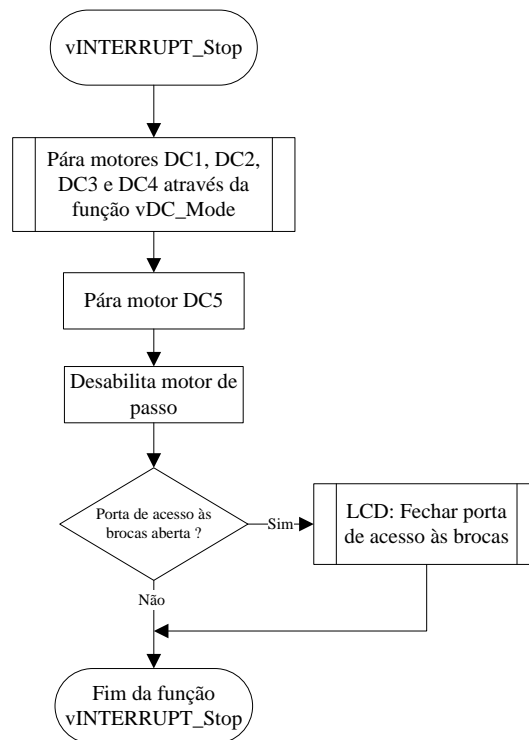 vINTERRUPT_Stop
Pára motores DC1, DC2,
DC3 e DC4 através da
função vDC_Mode
Pára motor DC5
Desabilita motor de
passo
Porta de acesso às
brocas aberta ?
Sim
LCD: Fechar porta
de acesso às brocas
Não
Fim da função
vINTERRUPT_Stop